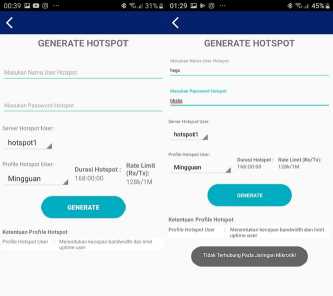 00:39
31%
GENERATE HOTSPOT
Masukan Nama User Hotspot
Masukan Password Hotspot
Server Hotspot User:
hotspot1
Profile Hotspot User:
Mingguan
Durasi Hotspot :
168:00:00
Rate Limit
(Rx/Tx):
128k/1M
GENERATE
Ketentuan Profile Hotspot
Profile Hotspot User : Menentukan kecepan bandwidth dan limit
uptime user
01:29
45%
GENERATE HOTSPOT
Masukan Nama User Hotspot
Masukan Password Hotspot
Server Hotspot User:
hotspot1
Profile Hotspot User:
Mingguan
Durasi Hotspot :
168:00:00
Rate Limit (Rx/Tx):
128k/1M
GENERATE
Ketentuan Profile Hotspot
Profile Hotspot User : Menentukan kecepan bandwidth dan limit
uptime user
Tidak Terhubung Pada Jaringan Mikrotik!